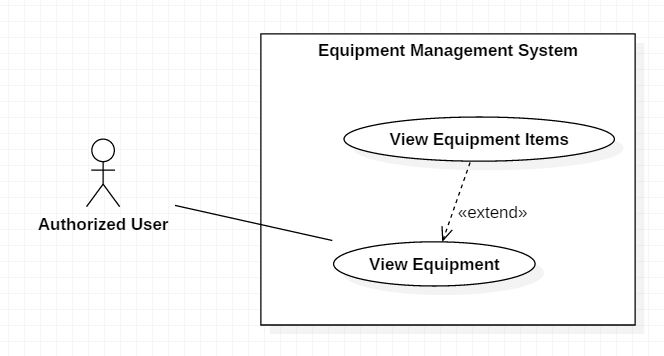 Equipment Management System
View Equipment Items
«extend»
Authorized User
View Equipment